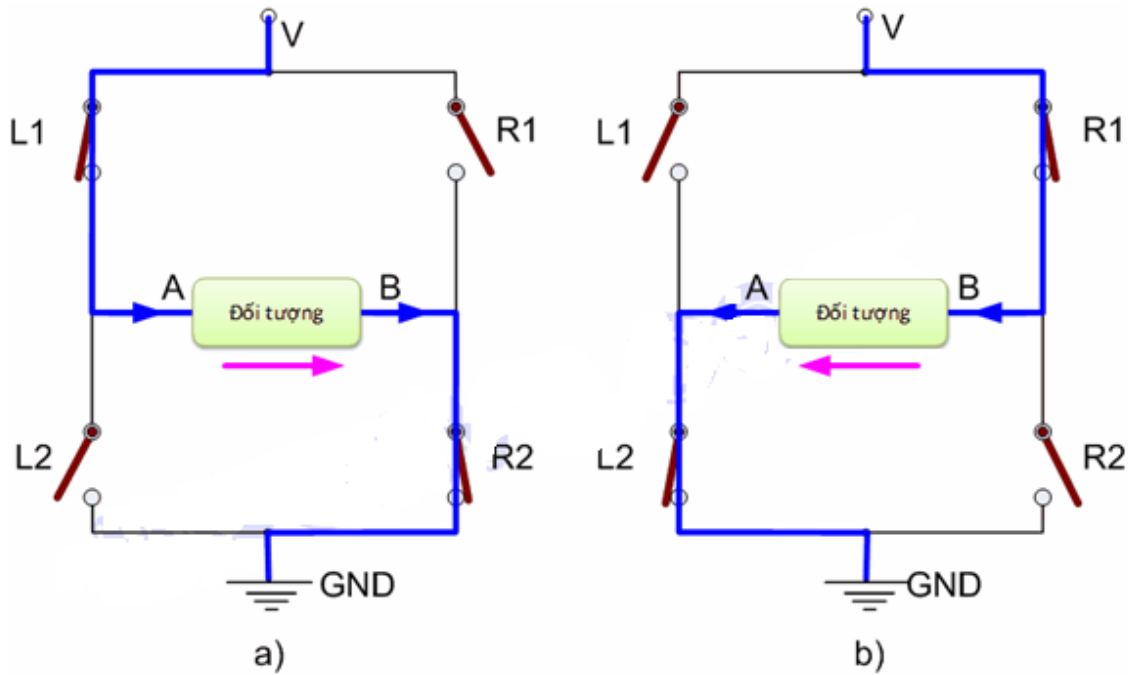 V
L1
R1
A
Đối tượng
B
L2
R2
GND
a)
V
L1
R1
A
Đối tượng
B
L2
R2
GND
b)